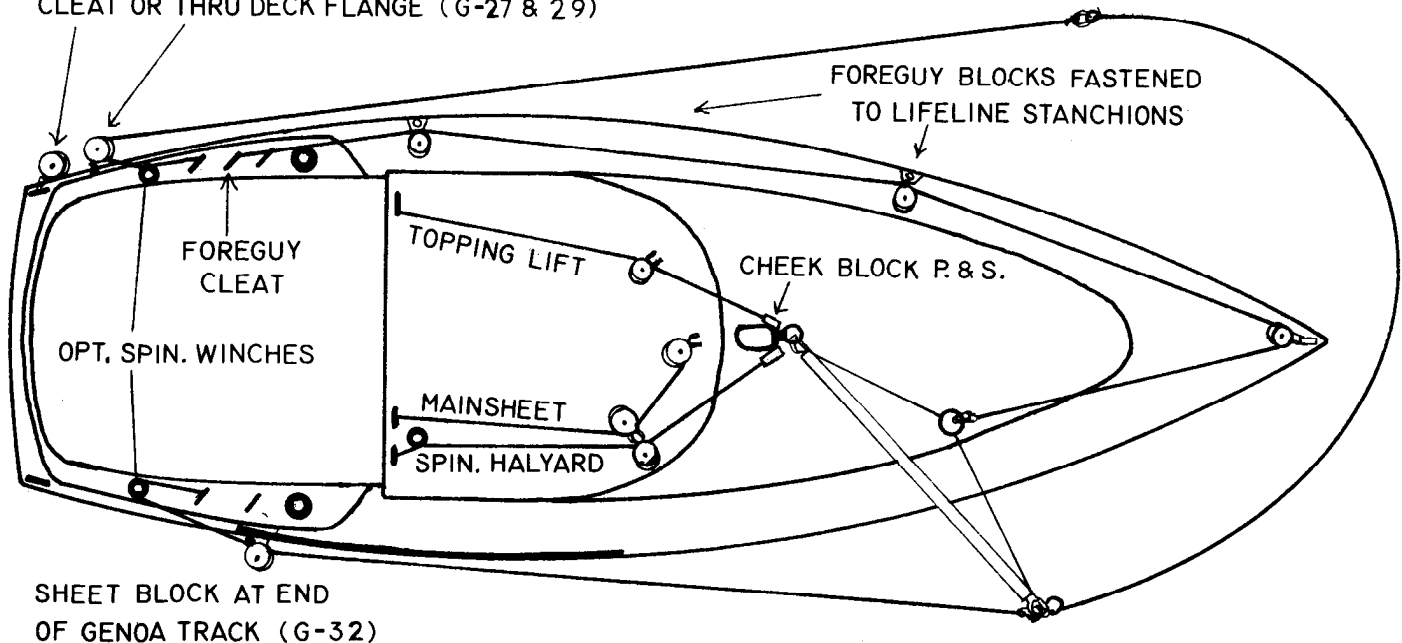 CLEAT OR THRU DECK FLANGE (G-27 & 29)
FOREGUY BLOCKS FASTENED
TO LIFELINE STANCHIONS
FOREGUY
CLEAT
TOPPING LIFT
CHEEK BLOCK P. & S.
OPT. SPIN. WINCHES
MAINSHEET
SPIN. HALYARD
SHEET BLOCK AT END
OF GENOA TRACK (G-32)